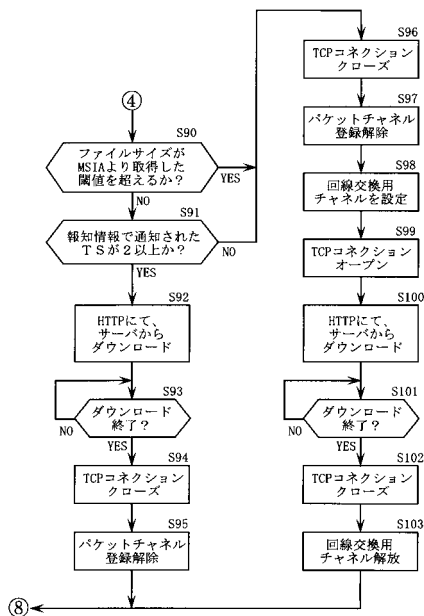 ④
S90
ファイルサイズが
MSIAより取得した
閾値を超えるか？
YES
NO
S91
報知情報で通知された
ＴＳが２以上か？
NO
YES
S92
HTTPにて、
サーバから
ダウンロード
S93
ダウンロード
終了？
NO
YES
S94
TCPコネクション
クローズ
S95
パケットチャネル
登録解除
⑧
S96
TCPコネクション
クローズ
S97
パケットチャネル
登録解除
S98
回線交換用
チャネルを設定
S99
TCPコネクション
オープン
S100
HTTPにて、
サーバから
ダウンロード
S101
ダウンロード
終了？
NO
YES
S102
TCPコネクション
クローズ
S103
回線交換用
チャネル解放